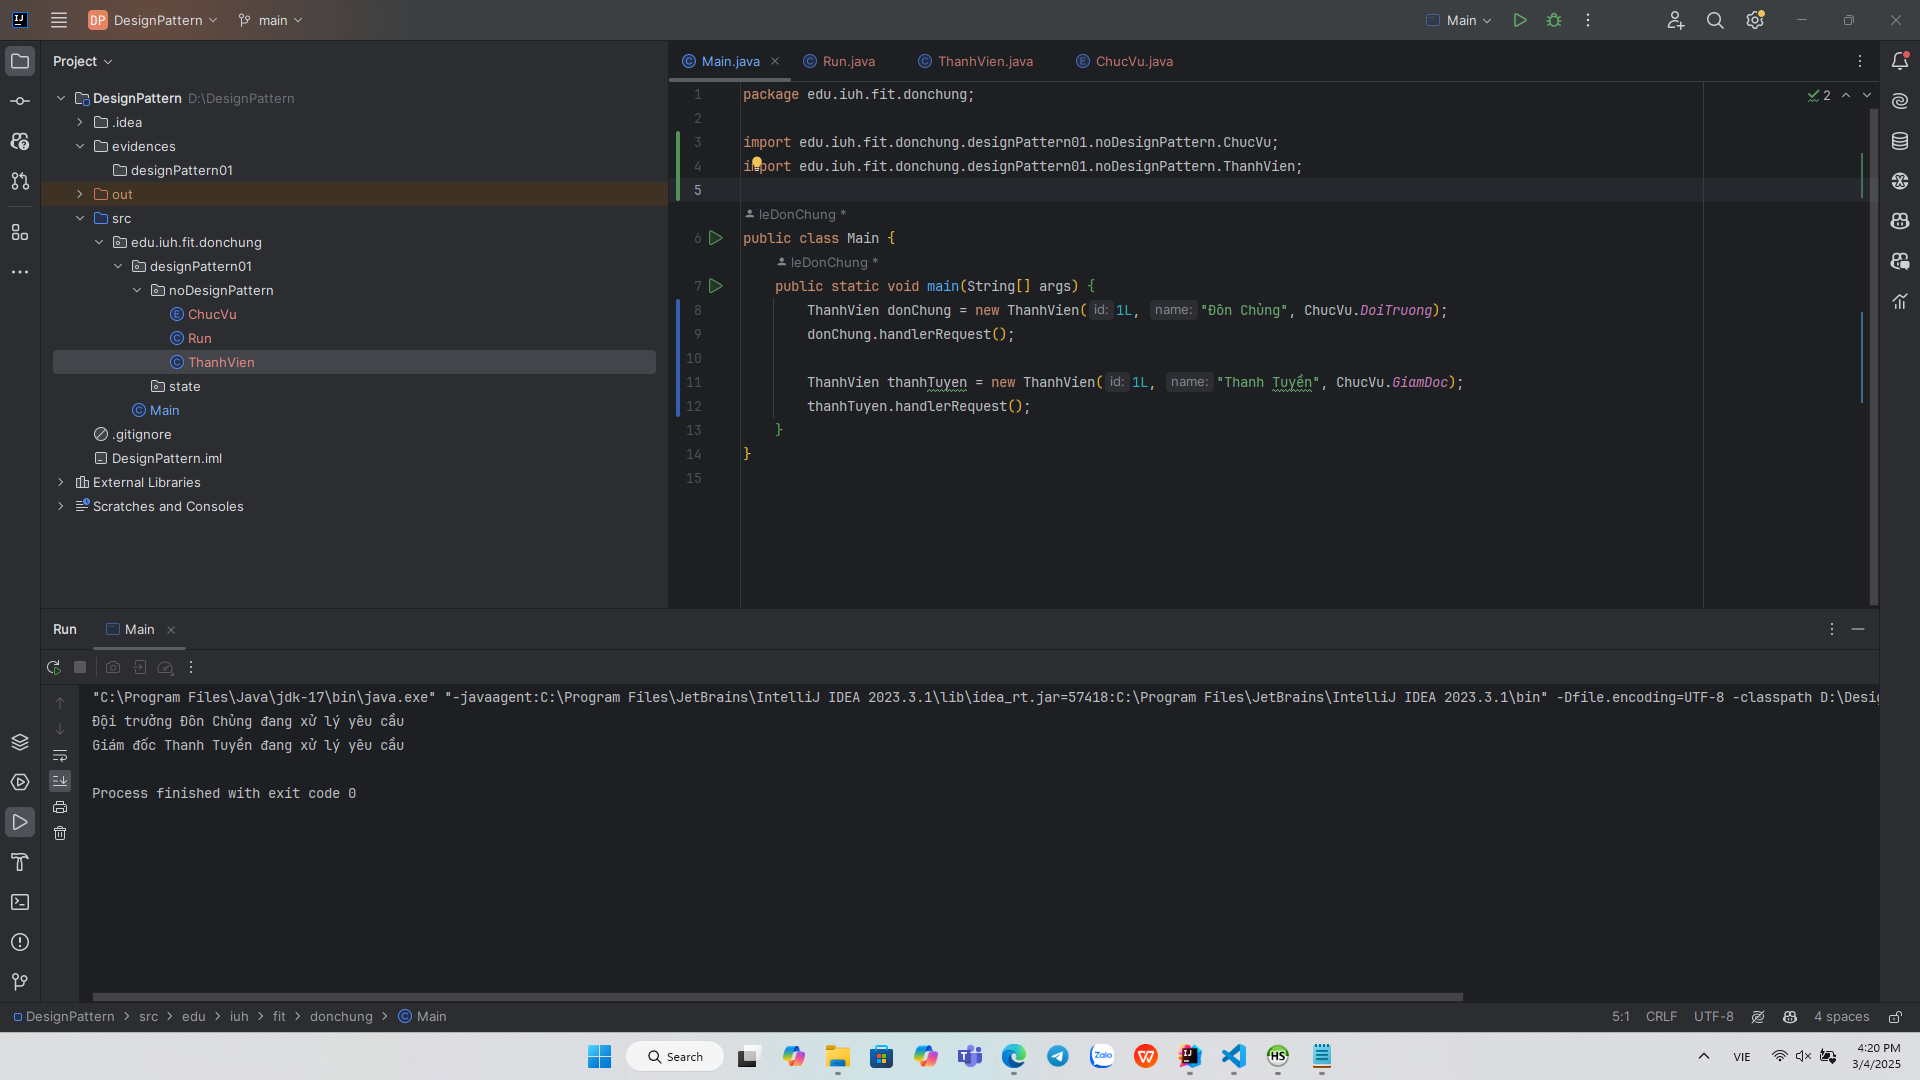 DP DesignPattern main Main
Project
Main.java Run.java ThanhVien.java ChucVu.java
DesignPattern D:\DesignPattern
.idea
evidences
designPattern01
out
src
edu.iuh.fit.donchung
designPattern01
noDesignPattern
ChucVu
Run
ThanhVien
state
Main
.gitignore
DesignPattern.iml
External Libraries
Scratches and Consoles
2
1 package edu.iuh.fit.donchung;
2
3 import edu.iuh.fit.donchung.designPattern01.noDesignPattern.ChucVu;
4 import edu.iuh.fit.donchung.designPattern01.noDesignPattern.ThanhVien;
5
leDonChung *
6 public class Main {
leDonChung *
7 public static void main(String[] args) {
8 ThanhVien donChung = new ThanhVien( id: 1L, name: "Đôn Chủng", ChucVu.DoiTruong);
9 donChung.handlerRequest();
10
11 ThanhVien thanhTuyen = new ThanhVien( id: 1L, name: "Thanh Tuyền", ChucVu.GiamDoc);
12 thanhTuyen.handlerRequest();
13 }
14 }
15
Run Main
"C:\Program Files\Java\jdk-17\bin\java.exe" "-javaagent:C:\Program Files\JetBrains\IntelliJ IDEA 2023.3.1\lib\idea_rt.jar=57418:C:\Program Files\JetBrains\IntelliJ IDEA 2023.3.1\bin" -Dfile.encoding=UTF-8 -classpath D:\Desi
Đội trưởng Đôn Chủng đang xử lý yêu cầu
Giám đốc Thanh Tuyền đang xử lý yêu cầu
Process finished with exit code 0
DesignPattern > src > edu > iuh > fit > donchung > Main
5:1 CRLF UTF-8 4 spaces
Search
VIE
4:20 PM
3/4/2025